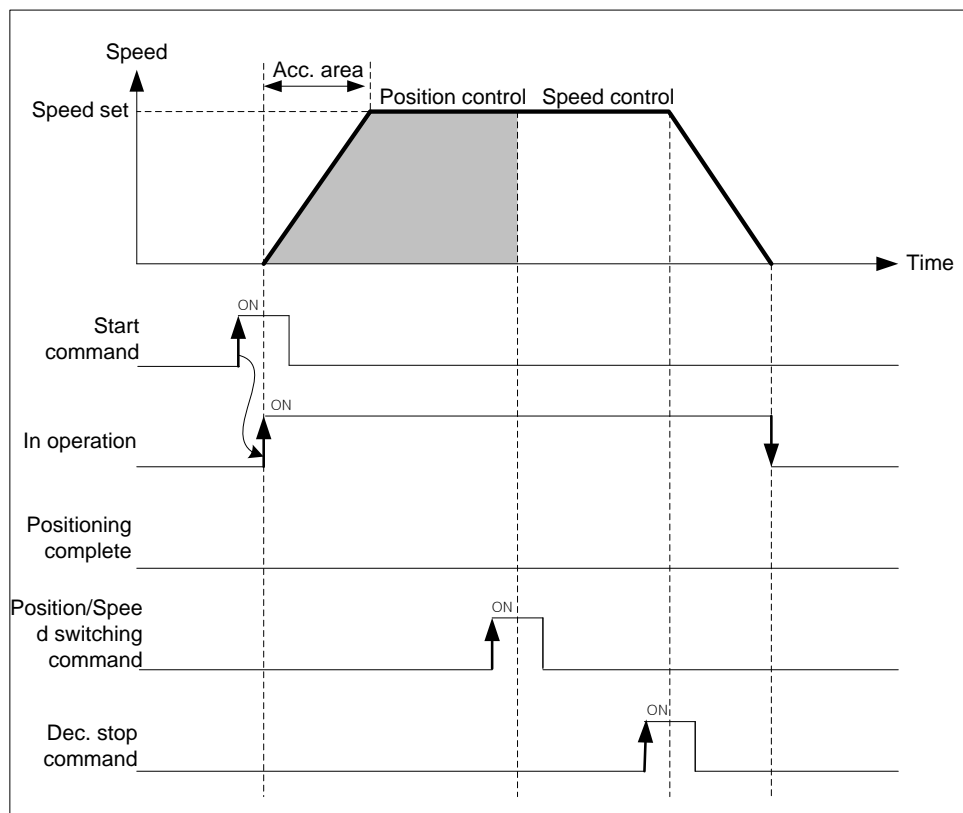 Speed
Acc. area
Position control
Speed control
Speed set
Time
ON
Start
command
ON
In operation
Positioning
complete
ON
Position/Spee
d switching
command
ON
Dec. stop
command